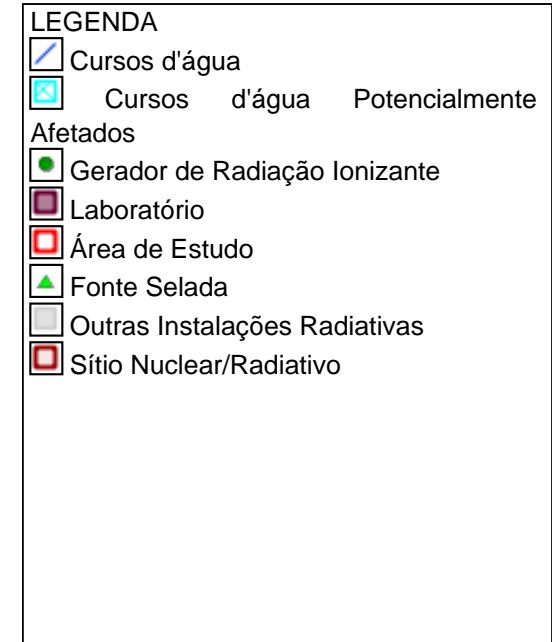 LEGENDA
Cursos d'água
Cursos d'água Potencialmente
Afetados
Gerador de Radiação Ionizante
Laboratório
Área de Estudo
Fonte Selada
Outras Instalações Radiativas
Sítio Nuclear/Radiativo